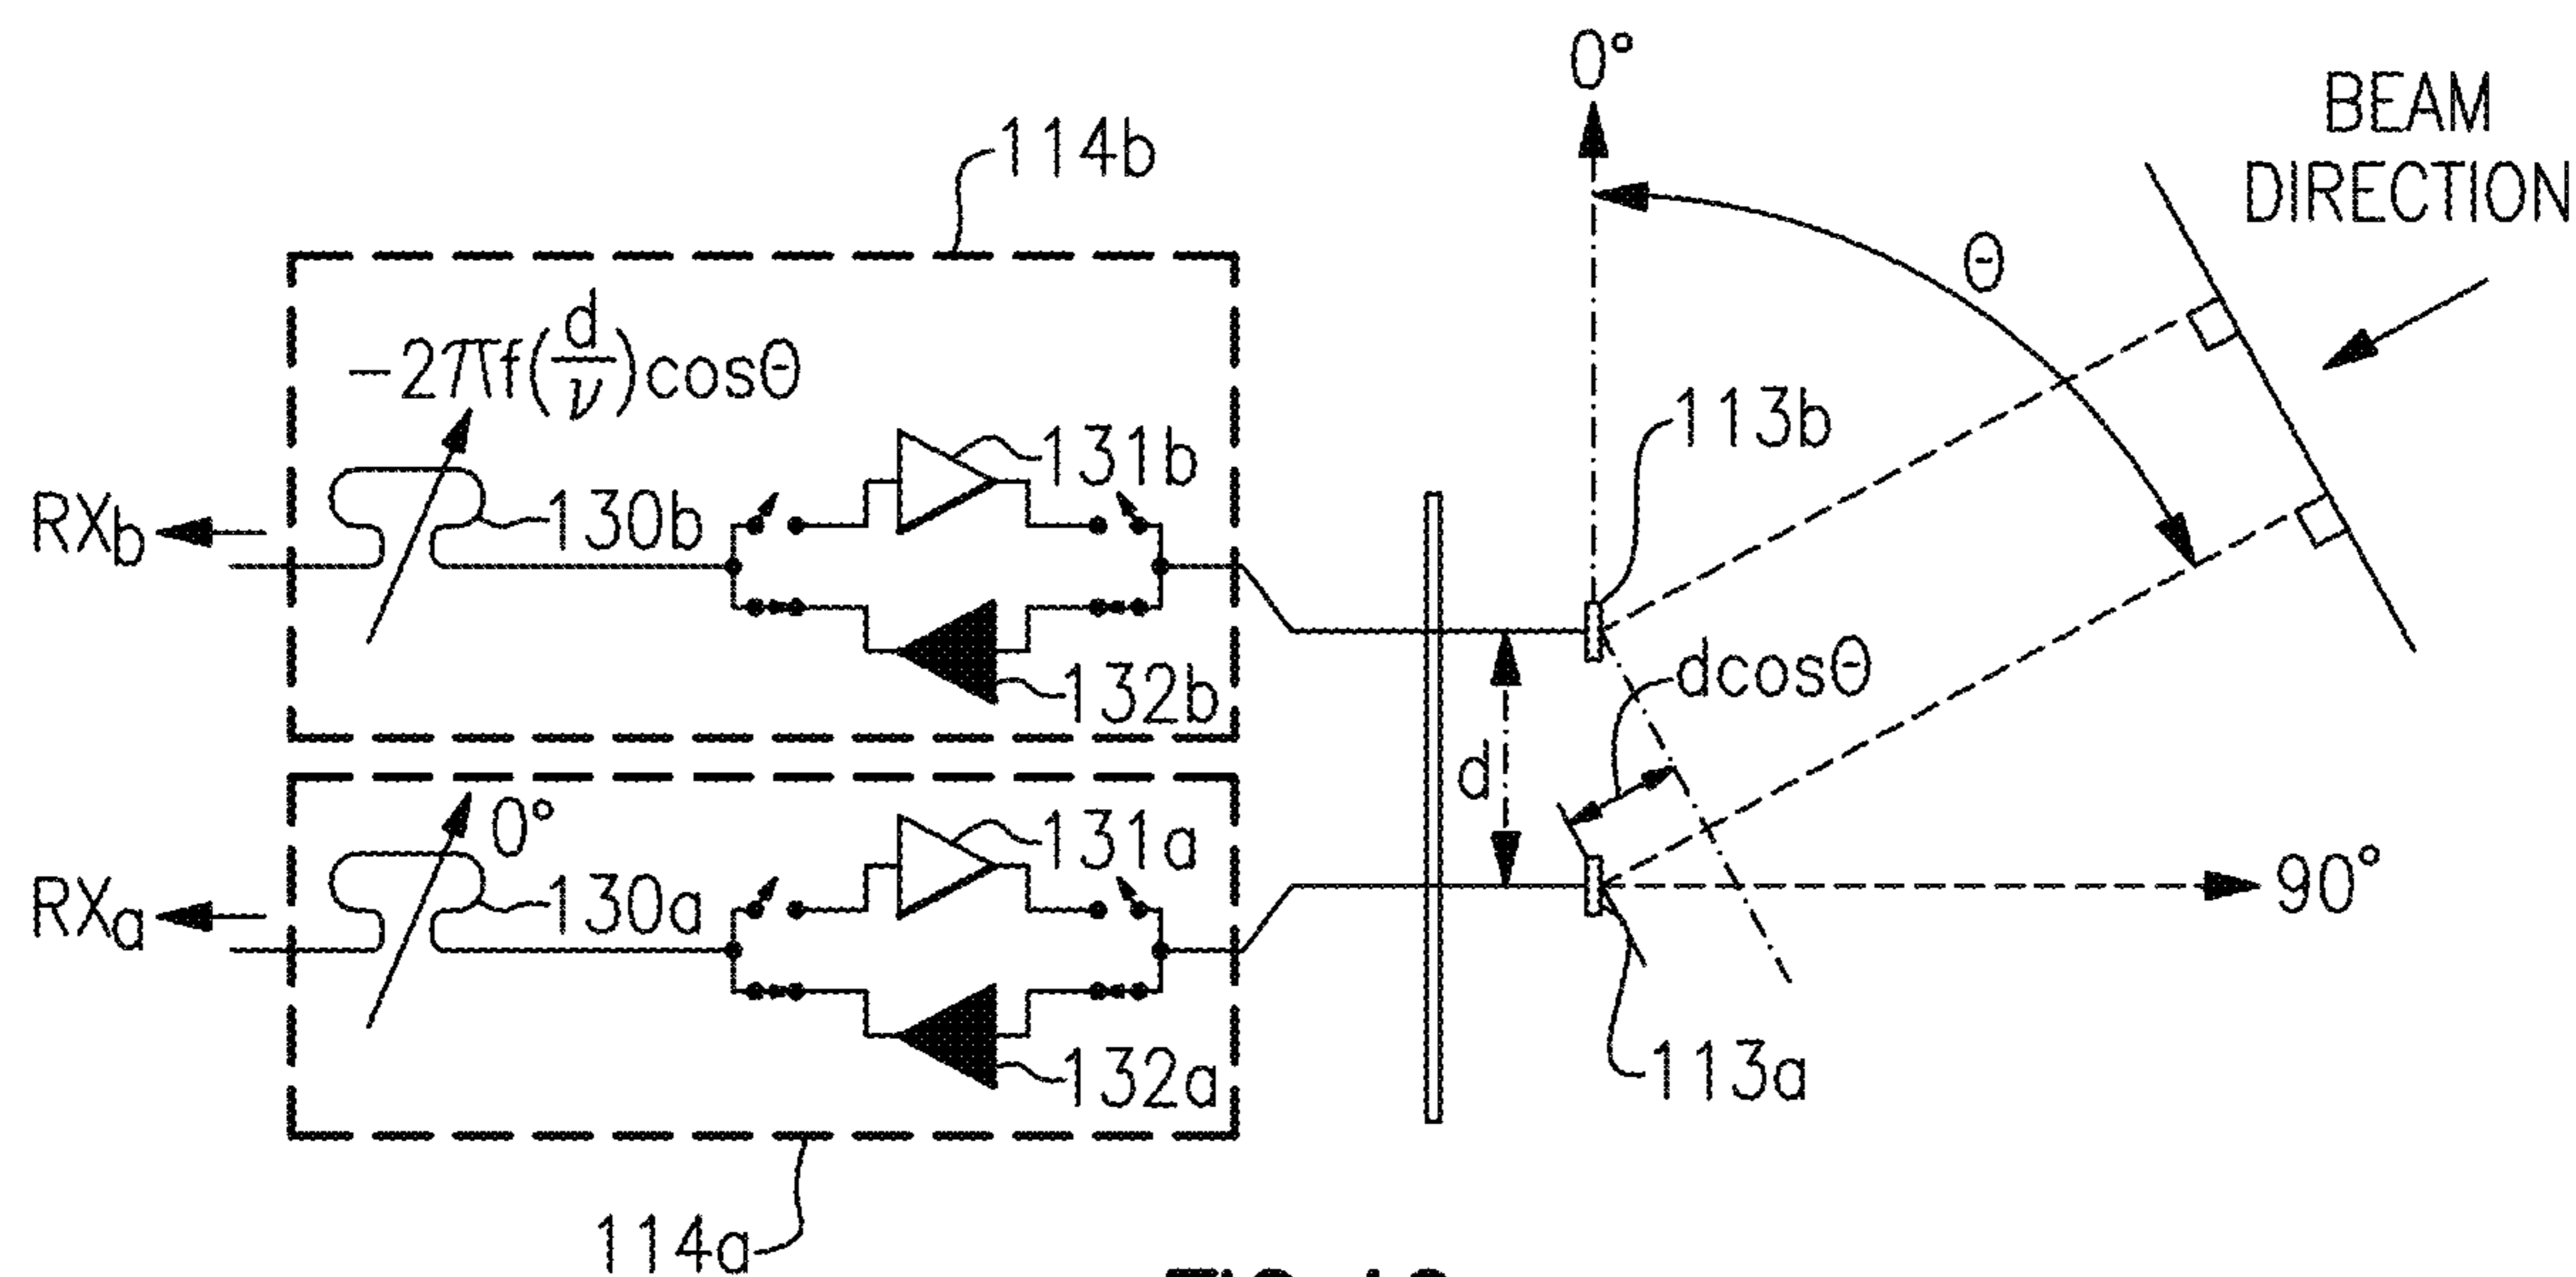 0°
BEAM
DIRECTION
114b
θ
−2πf(d/ν)cosθ
113b
131b
RXb
130b
dcosθ
132b
d
0°
131a
RXa
130a
90°
132a
113a
114a